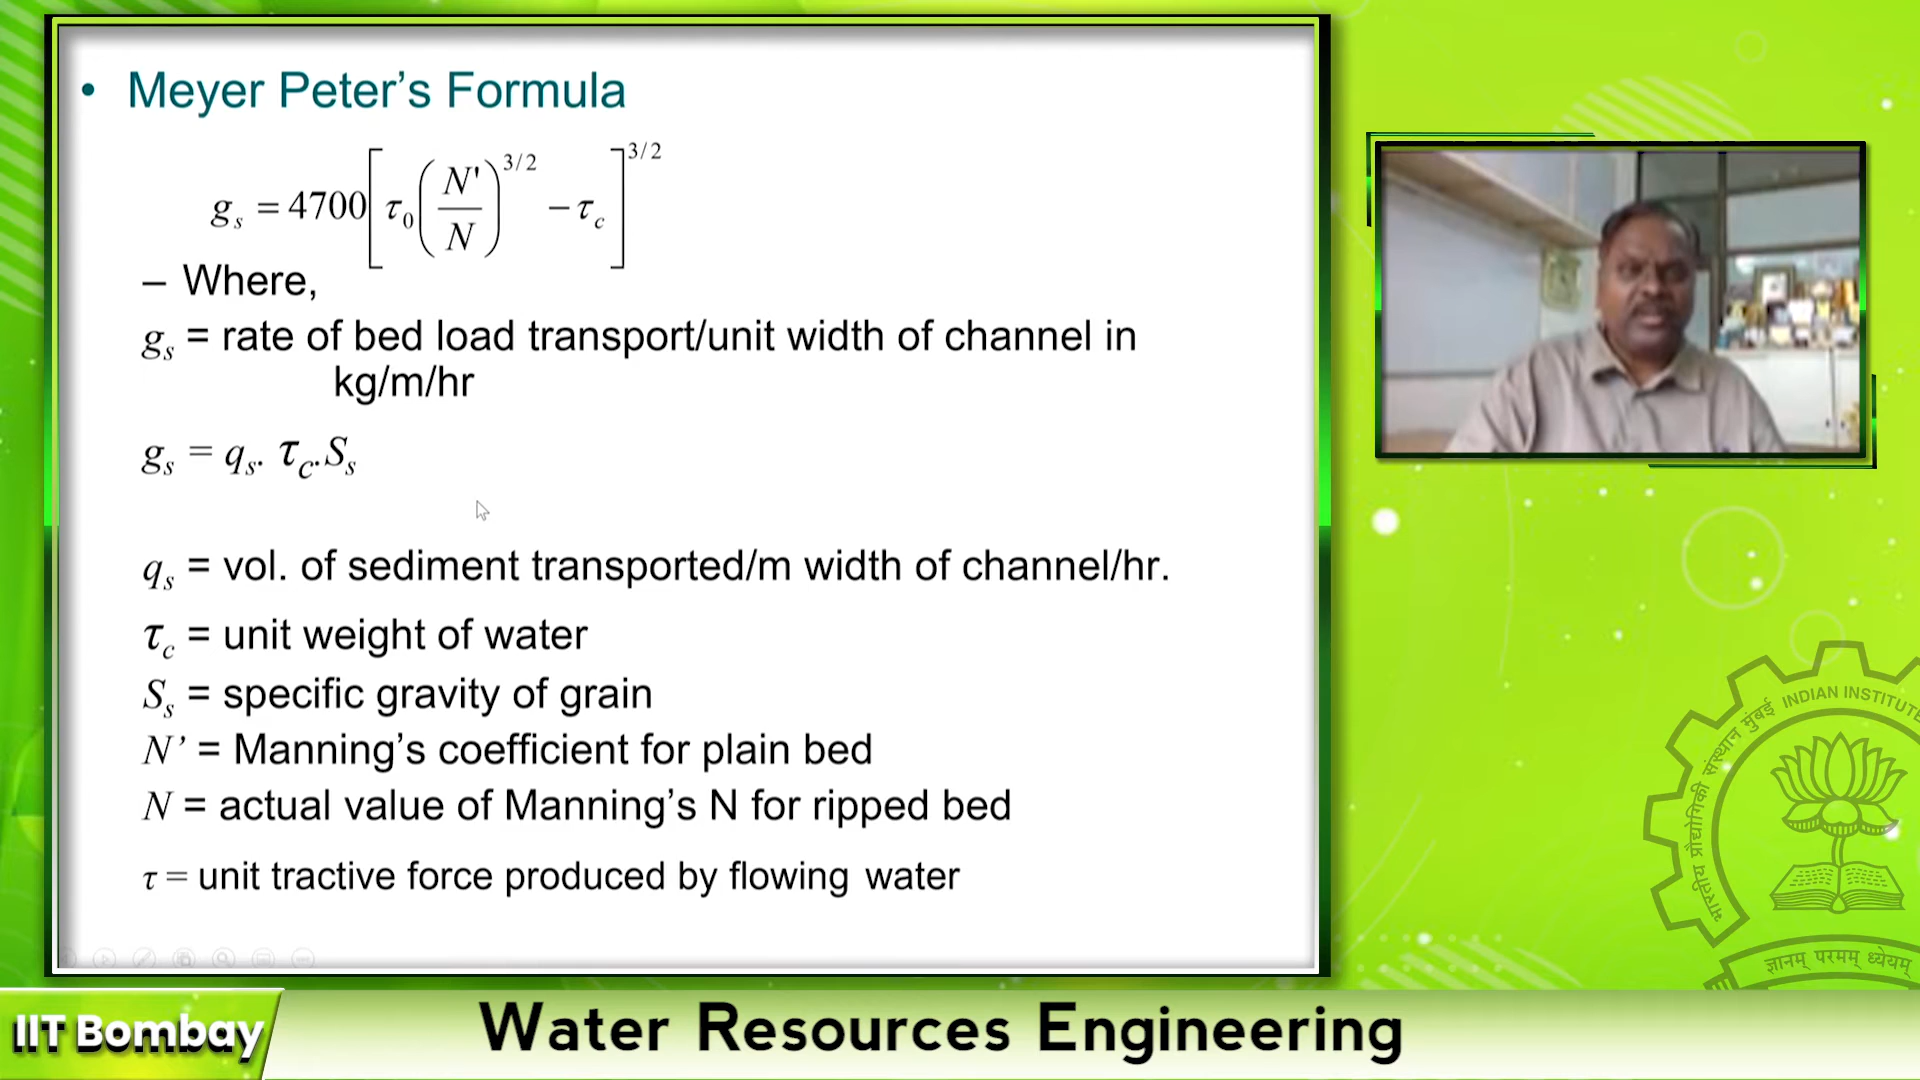 • Meyer Peter's Formula
g_s = 4700[τ_0(N'/N)^{3/2} − τ_c]^{3/2}
– Where,
g_s = rate of bed load transport/unit width of channel in
kg/m/hr
g_s = q_s. τ_c.S_s
q_s = vol. of sediment transported/m width of channel/hr.
τ_c = unit weight of water
S_s = specific gravity of grain
N' = Manning's coefficient for plain bed
N = actual value of Manning's N for ripped bed
τ = unit tractive force produced by flowing water
भारतीय प्रौद्योगिकी संस्थान मुंबई
INDIAN INSTITUTE
ज्ञानम् परमम् ध्येयम्
IIT Bombay
Water Resources Engineering